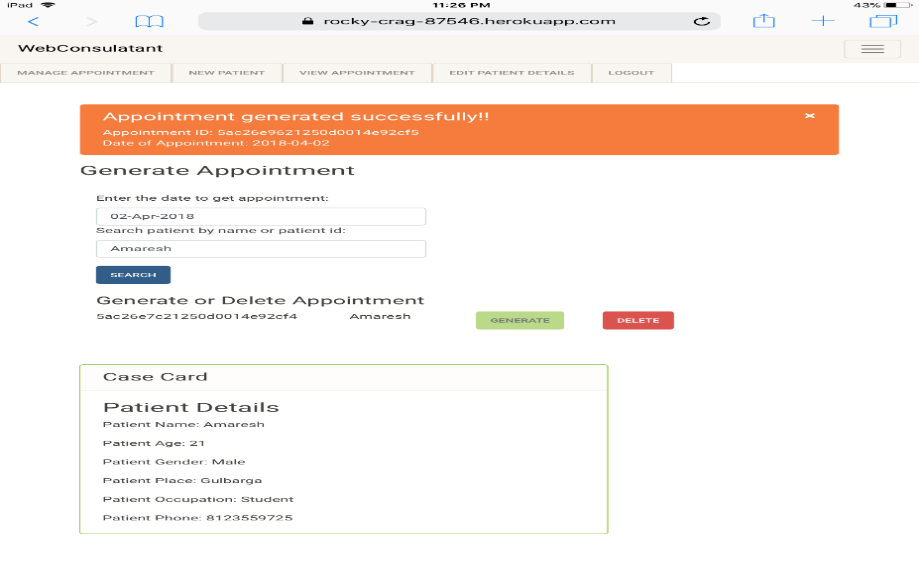 iPad 11:26 PM 43%
rocky-crag-87546.herokuapp.com
WebConsulatant
MANAGE APPOINTMENT NEW PATIENT VIEW APPOINTMENT EDIT PATIENT DETAILS LOGOUT
Appointment generated successfully!! ×
Appointment ID: 5ac26e9621250d0014e92cf5
Date of Appointment: 2018-04-02
Generate Appointment
Enter the date to get appointment:
02-Apr-2018
Search patient by name or patient id:
Amaresh
SEARCH
Generate or Delete Appointment
5ac26e7c21250d0014e92cf4 Amaresh GENERATE DELETE
Case Card
Patient Details
Patient Name: Amaresh
Patient Age: 21
Patient Gender: Male
Patient Place: Gulbarga
Patient Occupation: Student
Patient Phone: 8123559725